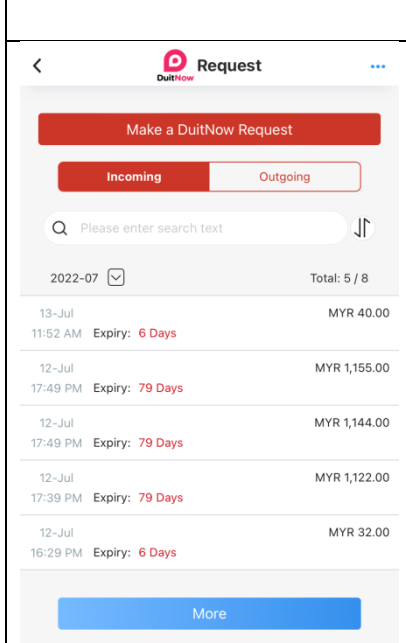 DuitNow Request
Make a DuitNow Request
Incoming Outgoing
Please enter search text
2022-07 Total: 5 / 8
13-Jul MYR 40.00
11:52 AM Expiry: 6 Days
12-Jul MYR 1,155.00
17:49 PM Expiry: 79 Days
12-Jul MYR 1,144.00
17:49 PM Expiry: 79 Days
12-Jul MYR 1,122.00
17:39 PM Expiry: 79 Days
12-Jul MYR 32.00
16:29 PM Expiry: 6 Days
More